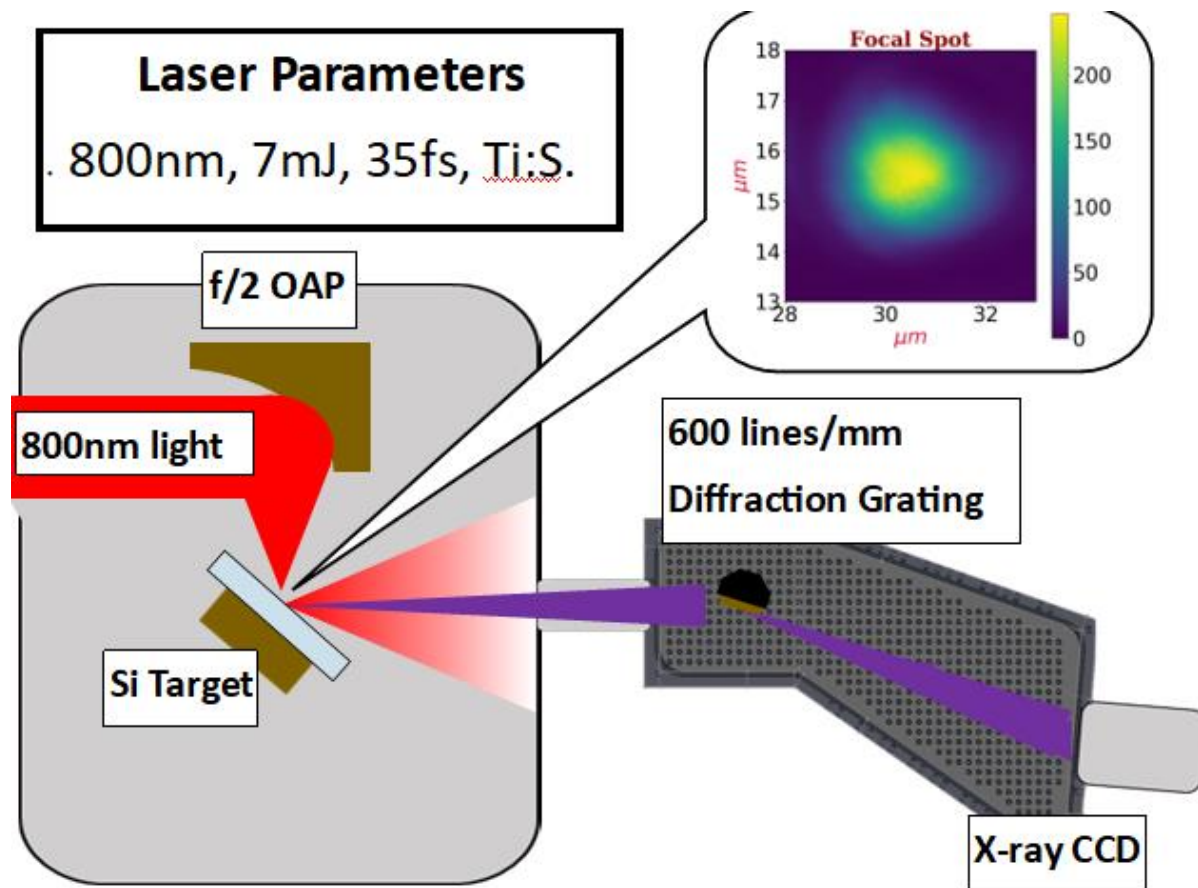 Laser Parameters
. 800nm, 7mJ, 35fs, Ti:S.
Focal Spot
18
17
16
15
14
13
μm
28
30
32
μm
200
150
100
50
0
f/2 OAP
800nm light
600 lines/mm
Diffraction Grating
Si Target
X-ray CCD